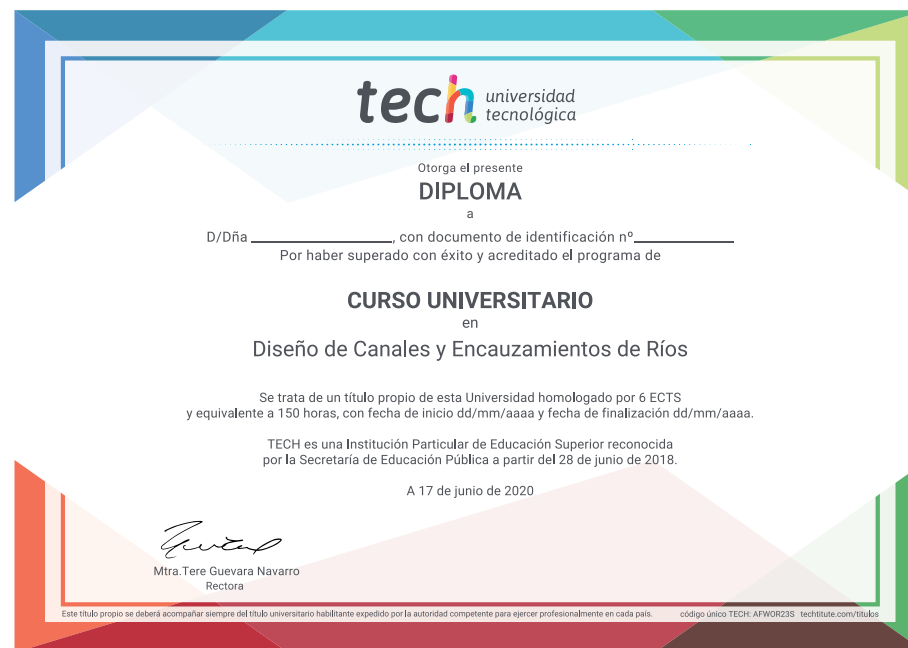 tech universidad
tecnológica
Otorga el presente
DIPLOMA
a
D/Dña ____________________, con documento de identificación nº______________
Por haber superado con éxito y acreditado el programa de
CURSO UNIVERSITARIO
en
Diseño de Canales y Encauzamientos de Ríos
Se trata de un título propio de esta Universidad homologado por 6 ECTS
y equivalente a 150 horas, con fecha de inicio dd/mm/aaaa y fecha de finalización dd/mm/aaaa.
TECH es una Institución Particular de Educación Superior reconocida
por la Secretaría de Educación Pública a partir del 28 de junio de 2018.
A 17 de junio de 2020
Mtra.Tere Guevara Navarro
Rectora
Este título propio se deberá acompañar siempre del título universitario habilitante expedido por la autoridad competente para ejercer profesionalmente en cada país. código único TECH: AFWOR23S techtitute.com/titulos